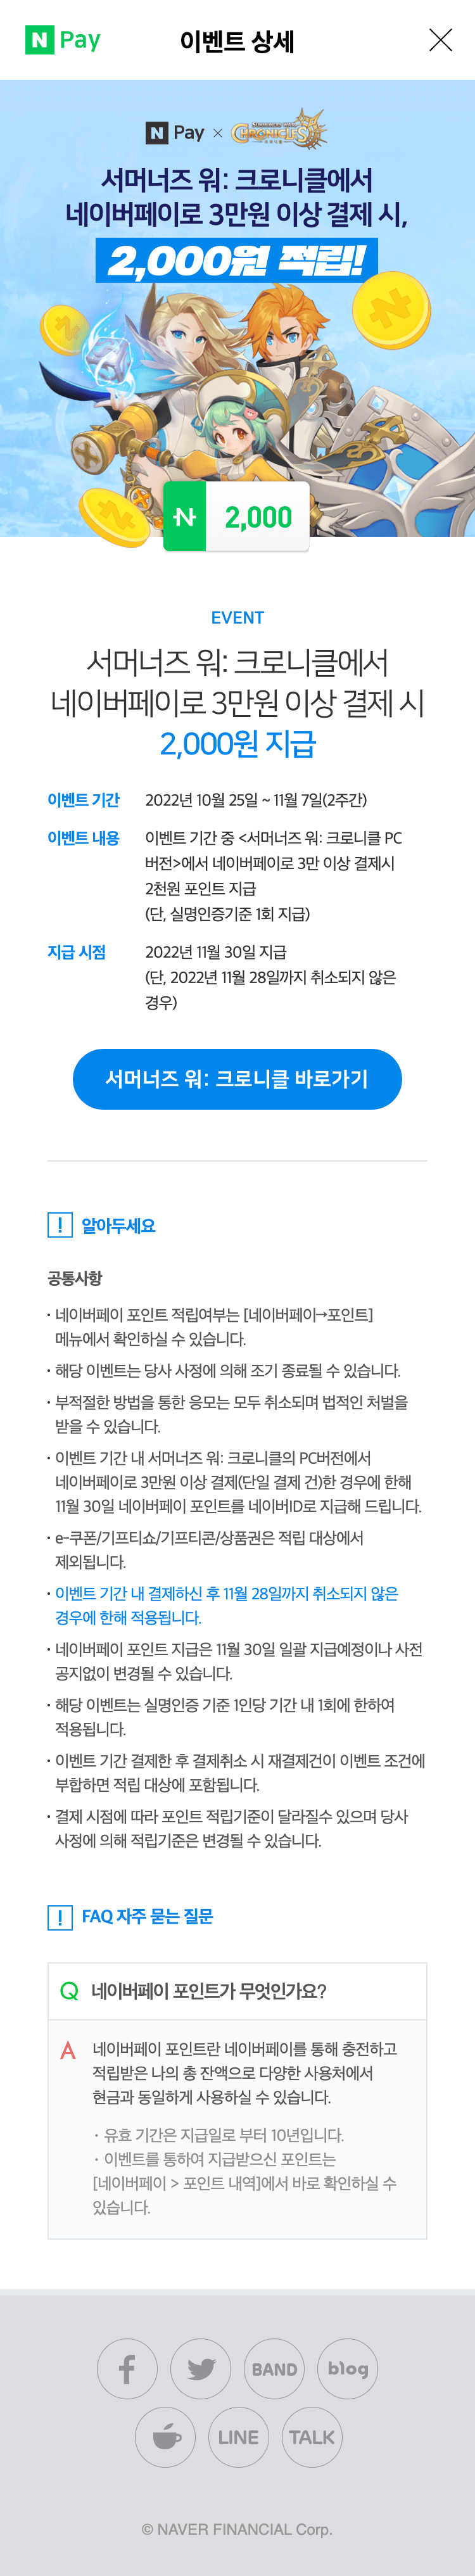 N Pay
이벤트 상세
N Pay × SUMMONERS WAR CHRONICLES
서머너즈 워: 크로니클에서
네이버페이로 3만원 이상 결제 시,
2,000원 적립!
2,000
EVENT
서머너즈 워: 크로니클에서
네이버페이로 3만원 이상 결제 시
2,000원 지급
이벤트 기간 2022년 10월 25일 ~ 11월 7일(2주간)
이벤트 내용 이벤트 기간 중 <서머너즈 워: 크로니클 PC
버전>에서 네이버페이로 3만 이상 결제시
2천원 포인트 지급
(단, 실명인증기준 1회 지급)
지급 시점 2022년 11월 30일 지급
(단, 2022년 11월 28일까지 취소되지 않은
경우)
서머너즈 워: 크로니클 바로가기
! 알아두세요
공통사항
· 네이버페이 포인트 적립여부는 [네이버페이→포인트]
메뉴에서 확인하실 수 있습니다.
· 해당 이벤트는 당사 사정에 의해 조기 종료될 수 있습니다.
· 부적절한 방법을 통한 응모는 모두 취소되며 법적인 처벌을
받을 수 있습니다.
· 이벤트 기간 내 서머너즈 워: 크로니클의 PC버전에서
네이버페이로 3만원 이상 결제(단일 결제 건)한 경우에 한해
11월 30일 네이버페이 포인트를 네이버ID로 지급해 드립니다.
· e-쿠폰/기프티쇼/기프티콘/상품권은 적립 대상에서
제외됩니다.
· 이벤트 기간 내 결제하신 후 11월 28일까지 취소되지 않은
경우에 한해 적용됩니다.
· 네이버페이 포인트 지급은 11월 30일 일괄 지급예정이나 사전
공지없이 변경될 수 있습니다.
· 해당 이벤트는 실명인증 기준 1인당 기간 내 1회에 한하여
적용됩니다.
· 이벤트 기간 결제한 후 결제취소 시 재결제건이 이벤트 조건에
부합하면 적립 대상에 포함됩니다.
· 결제 시점에 따라 포인트 적립기준이 달라질수 있으며 당사
사정에 의해 적립기준은 변경될 수 있습니다.
! FAQ 자주 묻는 질문
Q 네이버페이 포인트가 무엇인가요?
A 네이버페이 포인트란 네이버페이를 통해 충전하고
적립받은 나의 총 잔액으로 다양한 사용처에서
현금과 동일하게 사용하실 수 있습니다.
· 유효 기간은 지급일로 부터 10년입니다.
· 이벤트를 통하여 지급받으신 포인트는
[네이버페이 > 포인트 내역]에서 바로 확인하실 수
있습니다.
BAND blog
LINE TALK
© NAVER FINANCIAL Corp.